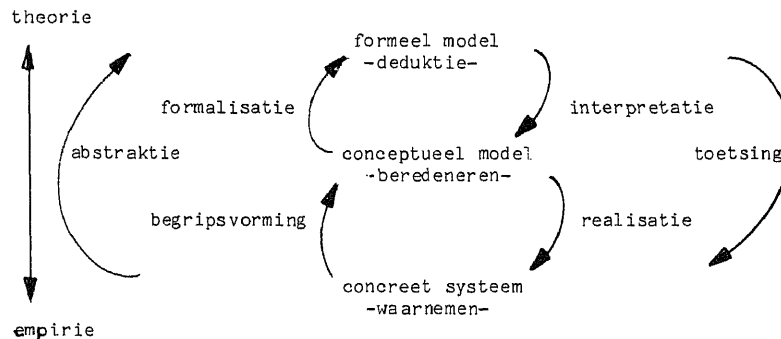 theorie
formeel model
-deduktie-
formalisatie
interpretatie
abstraktie
conceptueel model
-beredeneren-
toetsing
begripsvorming
realisatie
concreet systeem
-waarnemen-
empirie